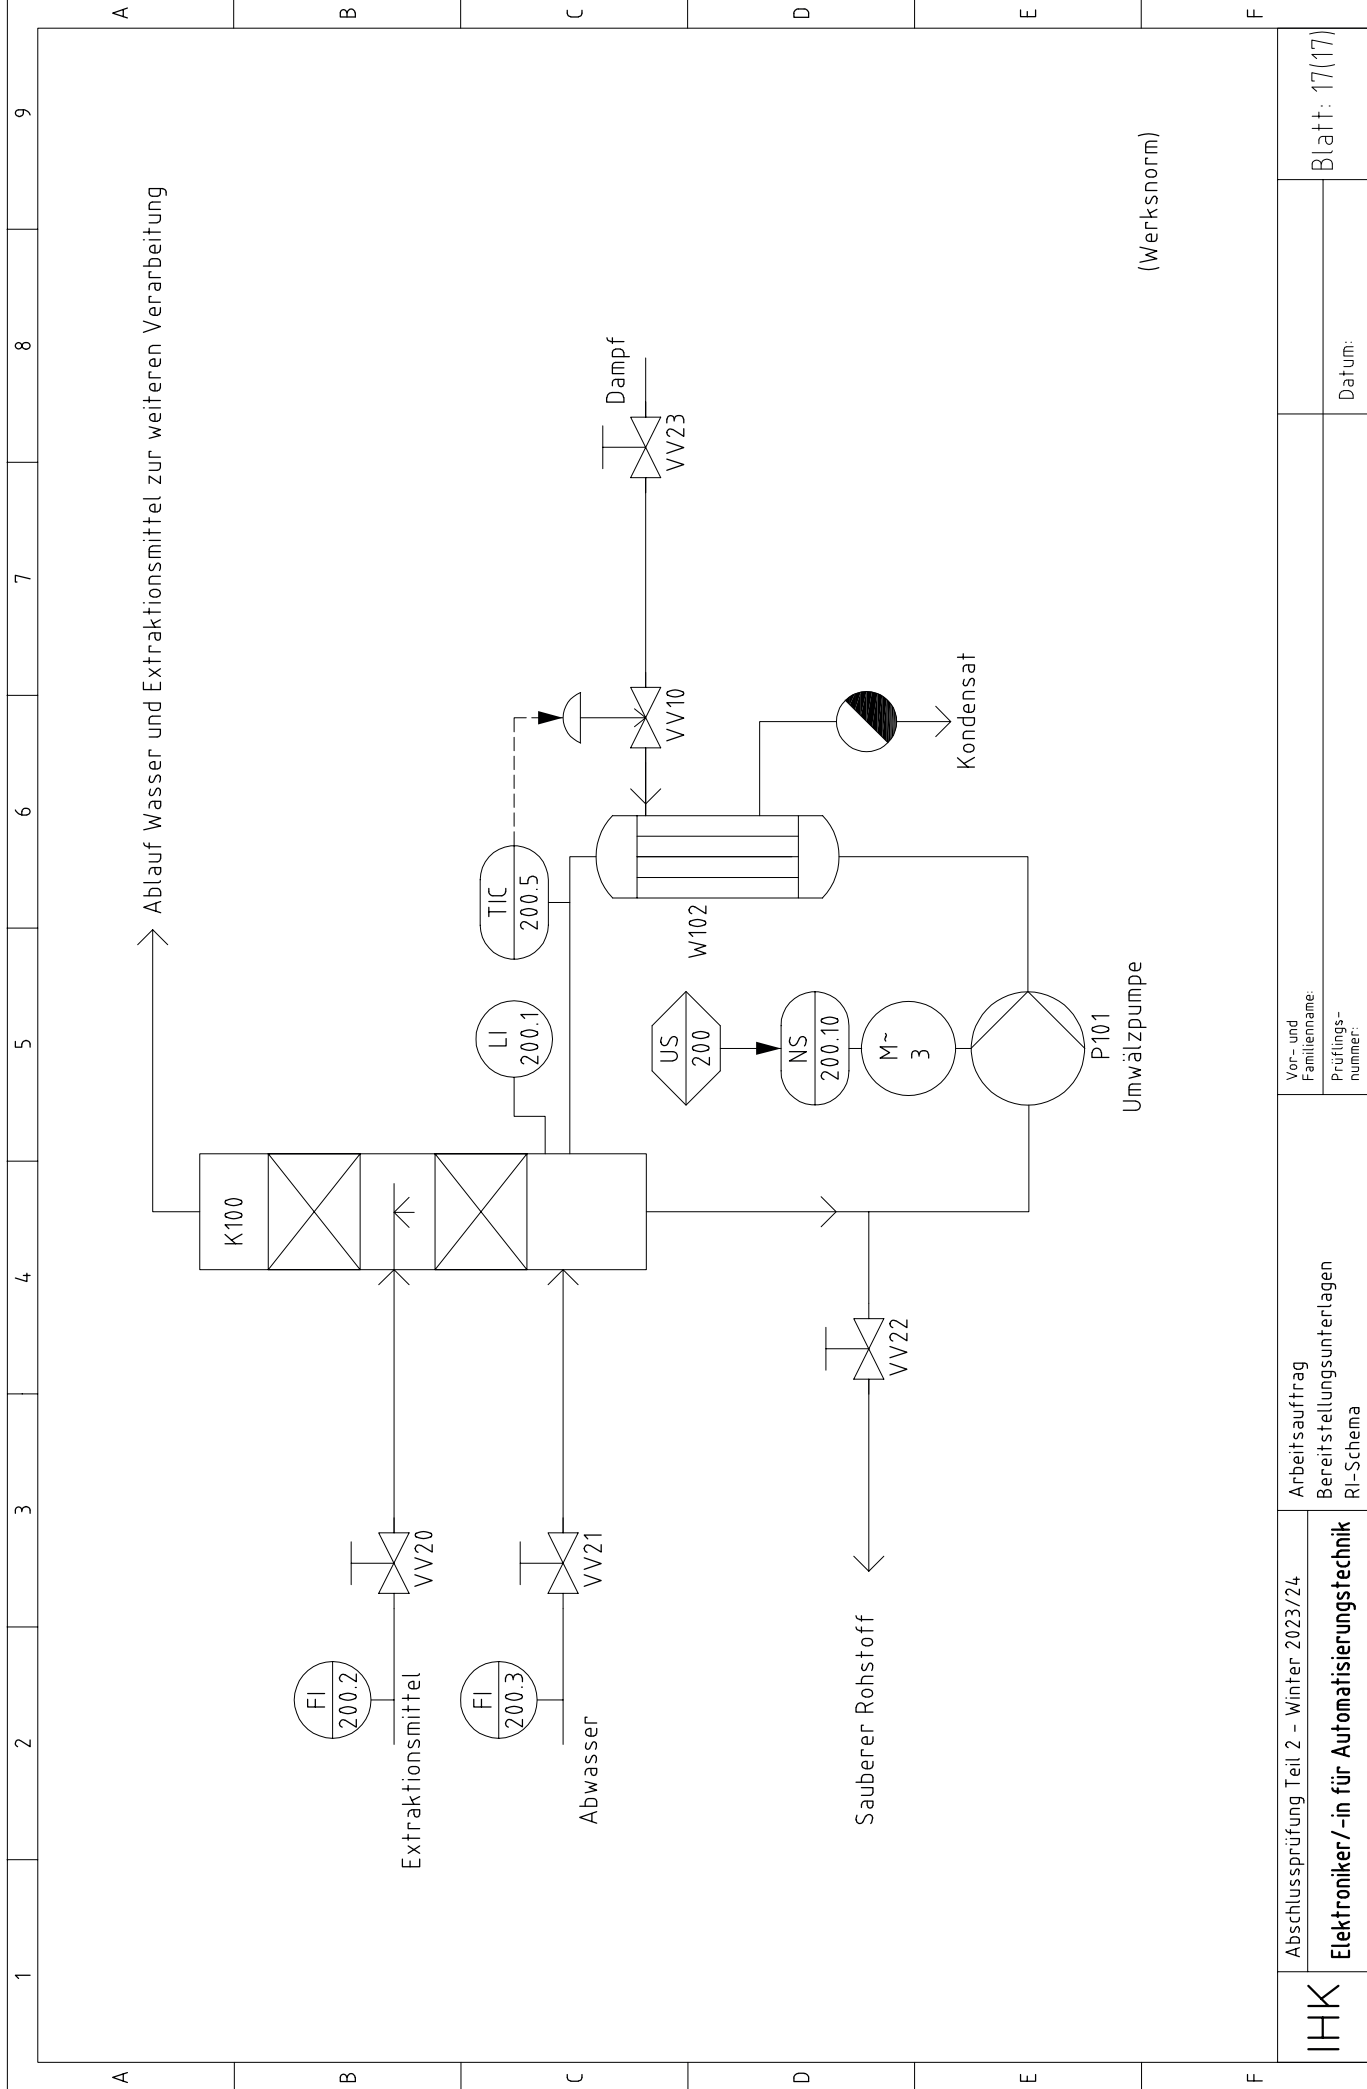 1 2 3 4 5 6 7 8 9
A
A
B
B
C
C
D
D
E
E
F
F
Ablauf Wasser und Extraktionsmittel zur weiteren Verarbeitung
K100
FI
200.2
VV20
Extraktionsmittel
FI
200.3
VV21
Abwasser
LI
200.1
TIC
200.5
VV10
VV23
Dampf
W102
US
200
NS
200.10
M~
3
P101
Umwälzpumpe
Kondensat
VV22
Sauberer Rohstoff
(Werksnorm)
IHK
Abschlussprüfung Teil 2 - Winter 2023/24
Elektroniker/-in für Automatisierungstechnik
Arbeitsauftrag
Bereitstellungsunterlagen
RI-Schema
Vor- und
Familienname:
Prüflings-
nummer:
Datum:
Blatt: 17(17)